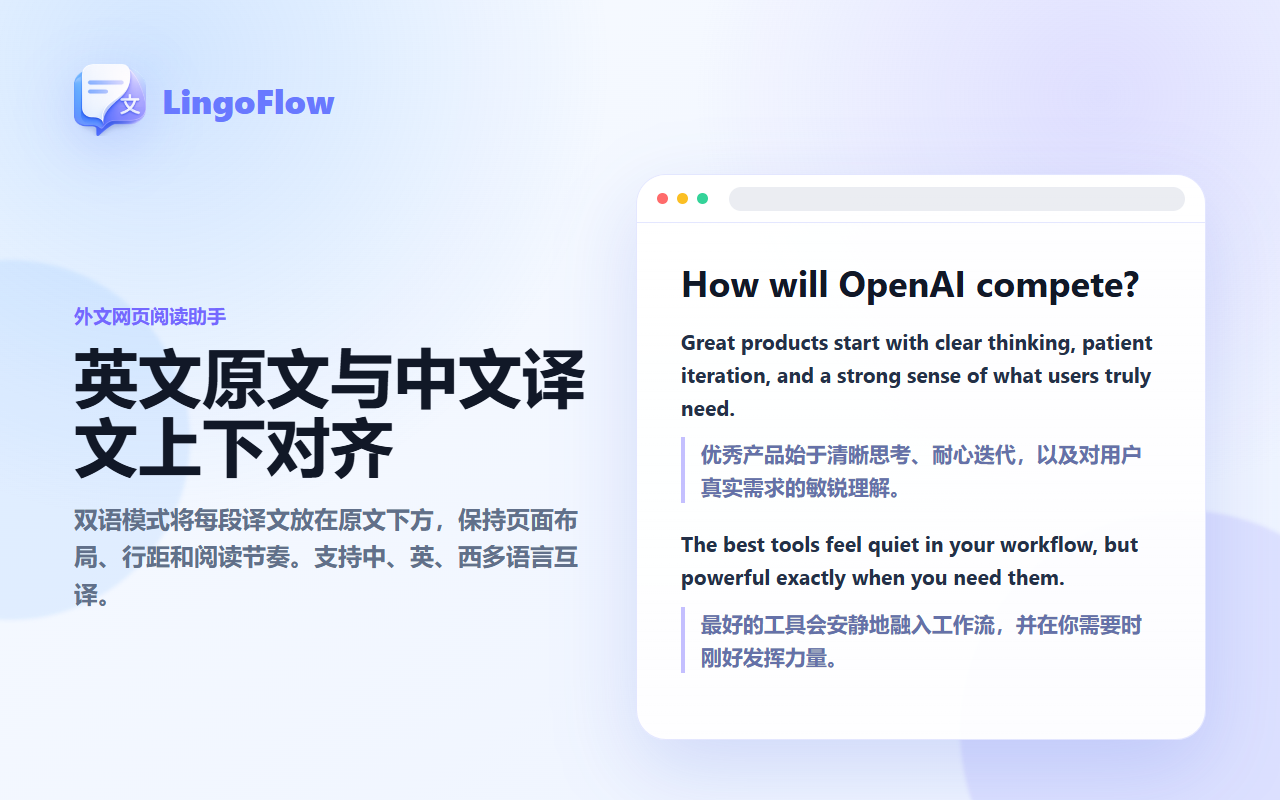 文
LingoFlow
外文网页阅读助手
英文原文与中文译
文上下对齐
双语模式将每段译文放在原文下方，保持页面布
局、行距和阅读节奏。支持中、英、西多语言互
译。
How will OpenAI compete?
Great products start with clear thinking, patient
iteration, and a strong sense of what users truly
need.
优秀产品始于清晰思考、耐心迭代，以及对用户
真实需求的敏锐理解。
The best tools feel quiet in your workflow, but
powerful exactly when you need them.
最好的工具会安静地融入工作流，并在你需要时
刚好发挥力量。